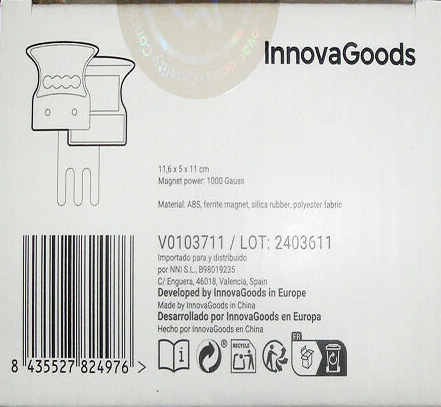 InnovaGoods
11,6 x 5 x 11 cm
Magnet power: 1000 Gauss
Material: ABS, ferrite magnet, silica rubber, polyester fabric
V0103711 / LOT: 2403611
Importado para y distribuido
por NNI S.L., B98019235
C/ Enguera, 46018, Valencia, Spain
Developed by InnovaGoods in Europe
Made by InnovaGoods in China
Desarrollado por InnovaGoods en Europa
Hecho por InnovaGoods en China
8 435527 824976 >
RECYCLE
FR